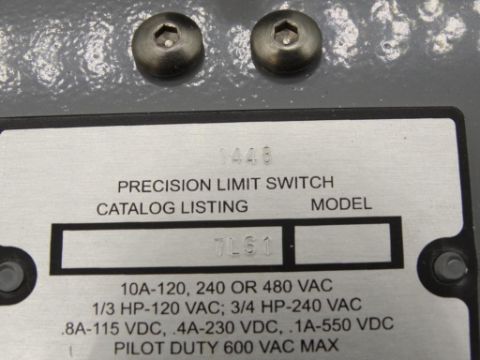 1448
PRECISION LIMIT SWITCH
CATALOG LISTING MODEL
7LS1
10A-120, 240 OR 480 VAC
1/3 HP-120 VAC; 3/4 HP-240 VAC
.8A-115 VDC, .4A-230 VDC, .1A-550 VDC
PILOT DUTY 600 VAC MAX